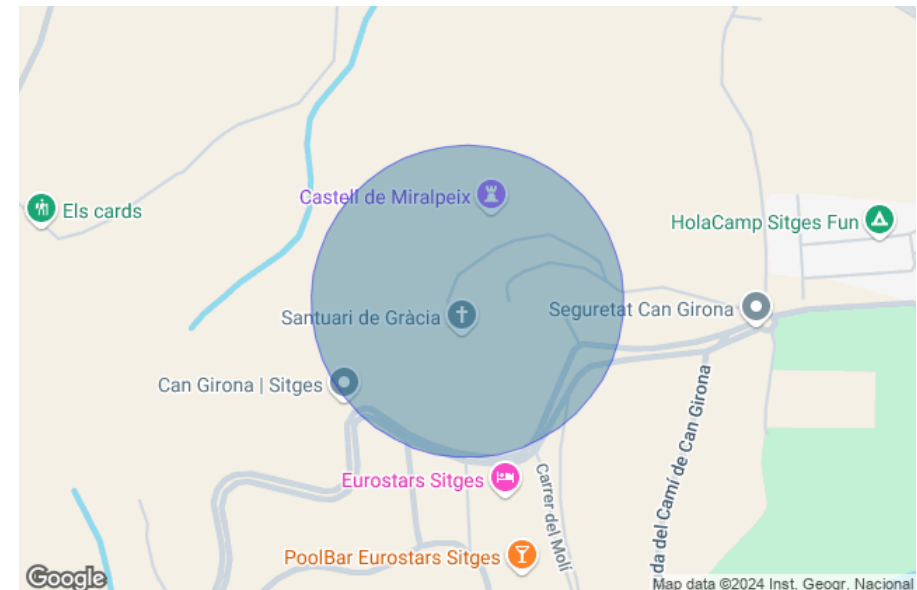 Castell de Miralpeix
Els cards
HolaCamp Sitges Fun
Santuari de Gràcia
Seguretat Can Girona
Can Girona | Sitges
Eurostars Sitges
Carrer del Molí
da del Camí de Can Girona
PoolBar Eurostars Sitges
Google
Map data ©2024 Inst. Geogr. Nacional